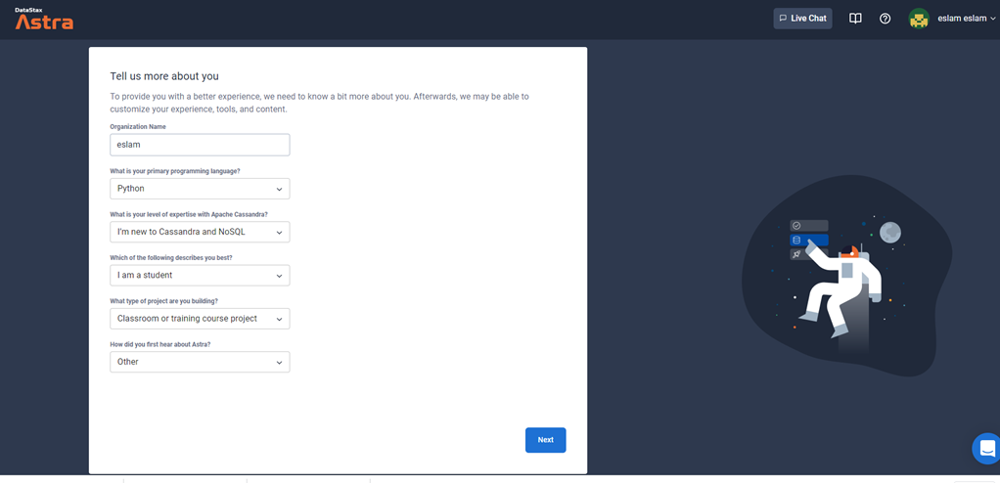 DataStax
Astra
Live Chat
eslam eslam
Tell us more about you
To provide you with a better experience, we need to know a bit more about you. Afterwards, we may be able to
customize your experience, tools, and content.
Organization Name
eslam
What is your primary programming language?
Python
What is your level of expertise with Apache Cassandra?
I'm new to Cassandra and NoSQL
Which of the following describes you best?
I am a student
What type of project are you building?
Classroom or training course project
How did you first hear about Astra?
Other
Next